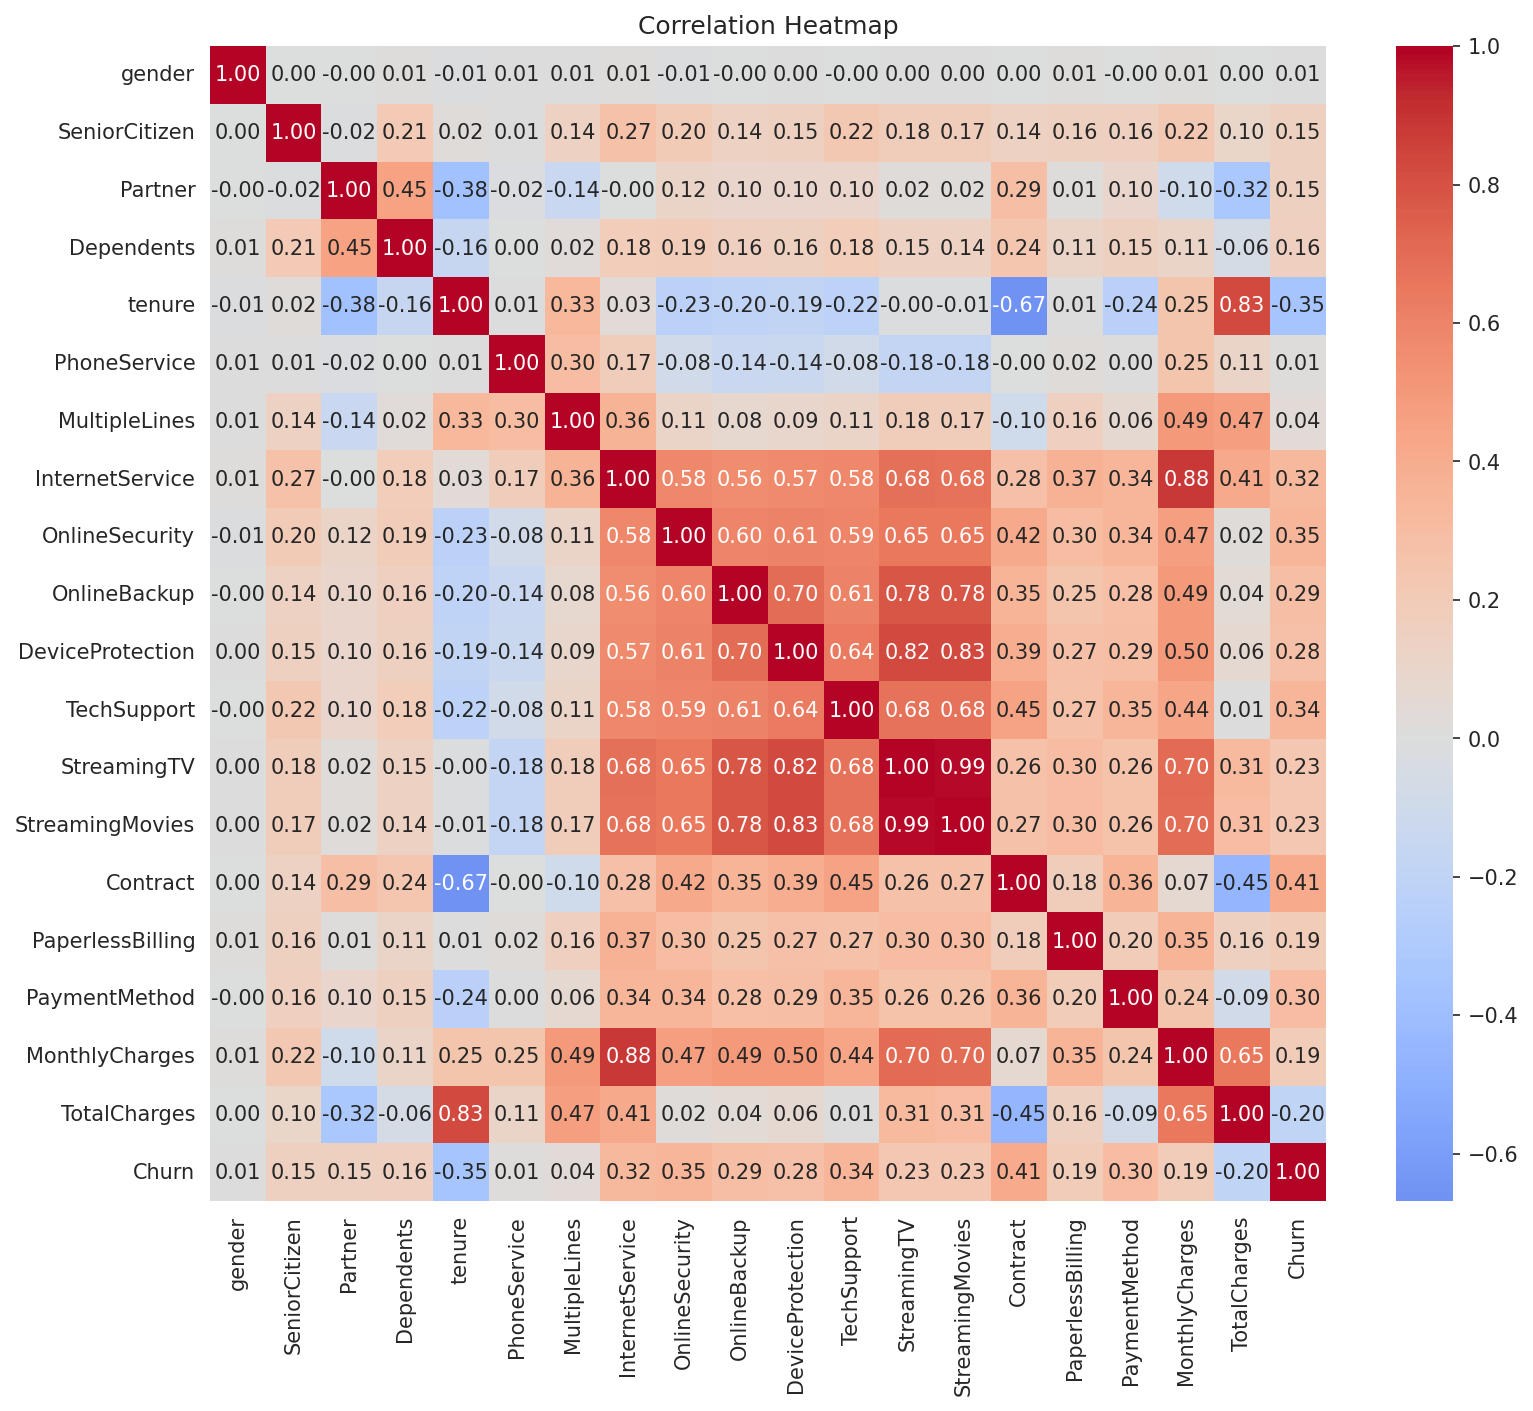 Correlation Heatmap
gender 1.00 0.00 -0.00 0.01 -0.01 0.01 0.01 0.01 -0.01 -0.00 0.00 -0.00 0.00 0.00 0.00 0.01 -0.00 0.01 0.00 0.01
SeniorCitizen 0.00 1.00 -0.02 0.21 0.02 0.01 0.14 0.27 0.20 0.14 0.15 0.22 0.18 0.17 0.14 0.16 0.16 0.22 0.10 0.15
Partner -0.00 -0.02 1.00 0.45 -0.38 -0.02 -0.14 -0.00 0.12 0.10 0.10 0.10 0.02 0.02 0.29 0.01 0.10 -0.10 -0.32 0.15
Dependents 0.01 0.21 0.45 1.00 -0.16 0.00 0.02 0.18 0.19 0.16 0.16 0.18 0.15 0.14 0.24 0.11 0.15 0.11 -0.06 0.16
tenure -0.01 0.02 -0.38 -0.16 1.00 0.01 0.33 0.03 -0.23 -0.20 -0.19 -0.22 -0.00 -0.01 -0.67 0.01 -0.24 0.25 0.83 -0.35
PhoneService 0.01 0.01 -0.02 0.00 0.01 1.00 0.30 0.17 -0.08 -0.14 -0.14 -0.08 -0.18 -0.18 -0.00 0.02 0.00 0.25 0.11 0.01
MultipleLines 0.01 0.14 -0.14 0.02 0.33 0.30 1.00 0.36 0.11 0.08 0.09 0.11 0.18 0.17 -0.10 0.16 0.06 0.49 0.47 0.04
InternetService 0.01 0.27 -0.00 0.18 0.03 0.17 0.36 1.00 0.58 0.56 0.57 0.58 0.68 0.68 0.28 0.37 0.34 0.88 0.41 0.32
OnlineSecurity -0.01 0.20 0.12 0.19 -0.23 -0.08 0.11 0.58 1.00 0.60 0.61 0.59 0.65 0.65 0.42 0.30 0.34 0.47 0.02 0.35
OnlineBackup -0.00 0.14 0.10 0.16 -0.20 -0.14 0.08 0.56 0.60 1.00 0.70 0.61 0.78 0.78 0.35 0.25 0.28 0.49 0.04 0.29
DeviceProtection 0.00 0.15 0.10 0.16 -0.19 -0.14 0.09 0.57 0.61 0.70 1.00 0.64 0.82 0.83 0.39 0.27 0.29 0.50 0.06 0.28
TechSupport -0.00 0.22 0.10 0.18 -0.22 -0.08 0.11 0.58 0.59 0.61 0.64 1.00 0.68 0.68 0.45 0.27 0.35 0.44 0.01 0.34
StreamingTV 0.00 0.18 0.02 0.15 -0.00 -0.18 0.18 0.68 0.65 0.78 0.82 0.68 1.00 0.99 0.26 0.30 0.26 0.70 0.31 0.23
StreamingMovies 0.00 0.17 0.02 0.14 -0.01 -0.18 0.17 0.68 0.65 0.78 0.83 0.68 0.99 1.00 0.27 0.30 0.26 0.70 0.31 0.23
Contract 0.00 0.14 0.29 0.24 -0.67 -0.00 -0.10 0.28 0.42 0.35 0.39 0.45 0.26 0.27 1.00 0.18 0.36 0.07 -0.45 0.41
PaperlessBilling 0.01 0.16 0.01 0.11 0.01 0.02 0.16 0.37 0.30 0.25 0.27 0.27 0.30 0.30 0.18 1.00 0.20 0.35 0.16 0.19
PaymentMethod -0.00 0.16 0.10 0.15 -0.24 0.00 0.06 0.34 0.34 0.28 0.29 0.35 0.26 0.26 0.36 0.20 1.00 0.24 -0.09 0.30
MonthlyCharges 0.01 0.22 -0.10 0.11 0.25 0.25 0.49 0.88 0.47 0.49 0.50 0.44 0.70 0.70 0.07 0.35 0.24 1.00 0.65 0.19
TotalCharges 0.00 0.10 -0.32 -0.06 0.83 0.11 0.47 0.41 0.02 0.04 0.06 0.01 0.31 0.31 -0.45 0.16 -0.09 0.65 1.00 -0.20
Churn 0.01 0.15 0.15 0.16 -0.35 0.01 0.04 0.32 0.35 0.29 0.28 0.34 0.23 0.23 0.41 0.19 0.30 0.19 -0.20 1.00
gender
SeniorCitizen
Partner
Dependents
tenure
PhoneService
MultipleLines
InternetService
OnlineSecurity
OnlineBackup
DeviceProtection
TechSupport
StreamingTV
StreamingMovies
Contract
PaperlessBilling
PaymentMethod
MonthlyCharges
TotalCharges
Churn
1.0
0.8
0.6
0.4
0.2
0.0
−0.2
−0.4
−0.6